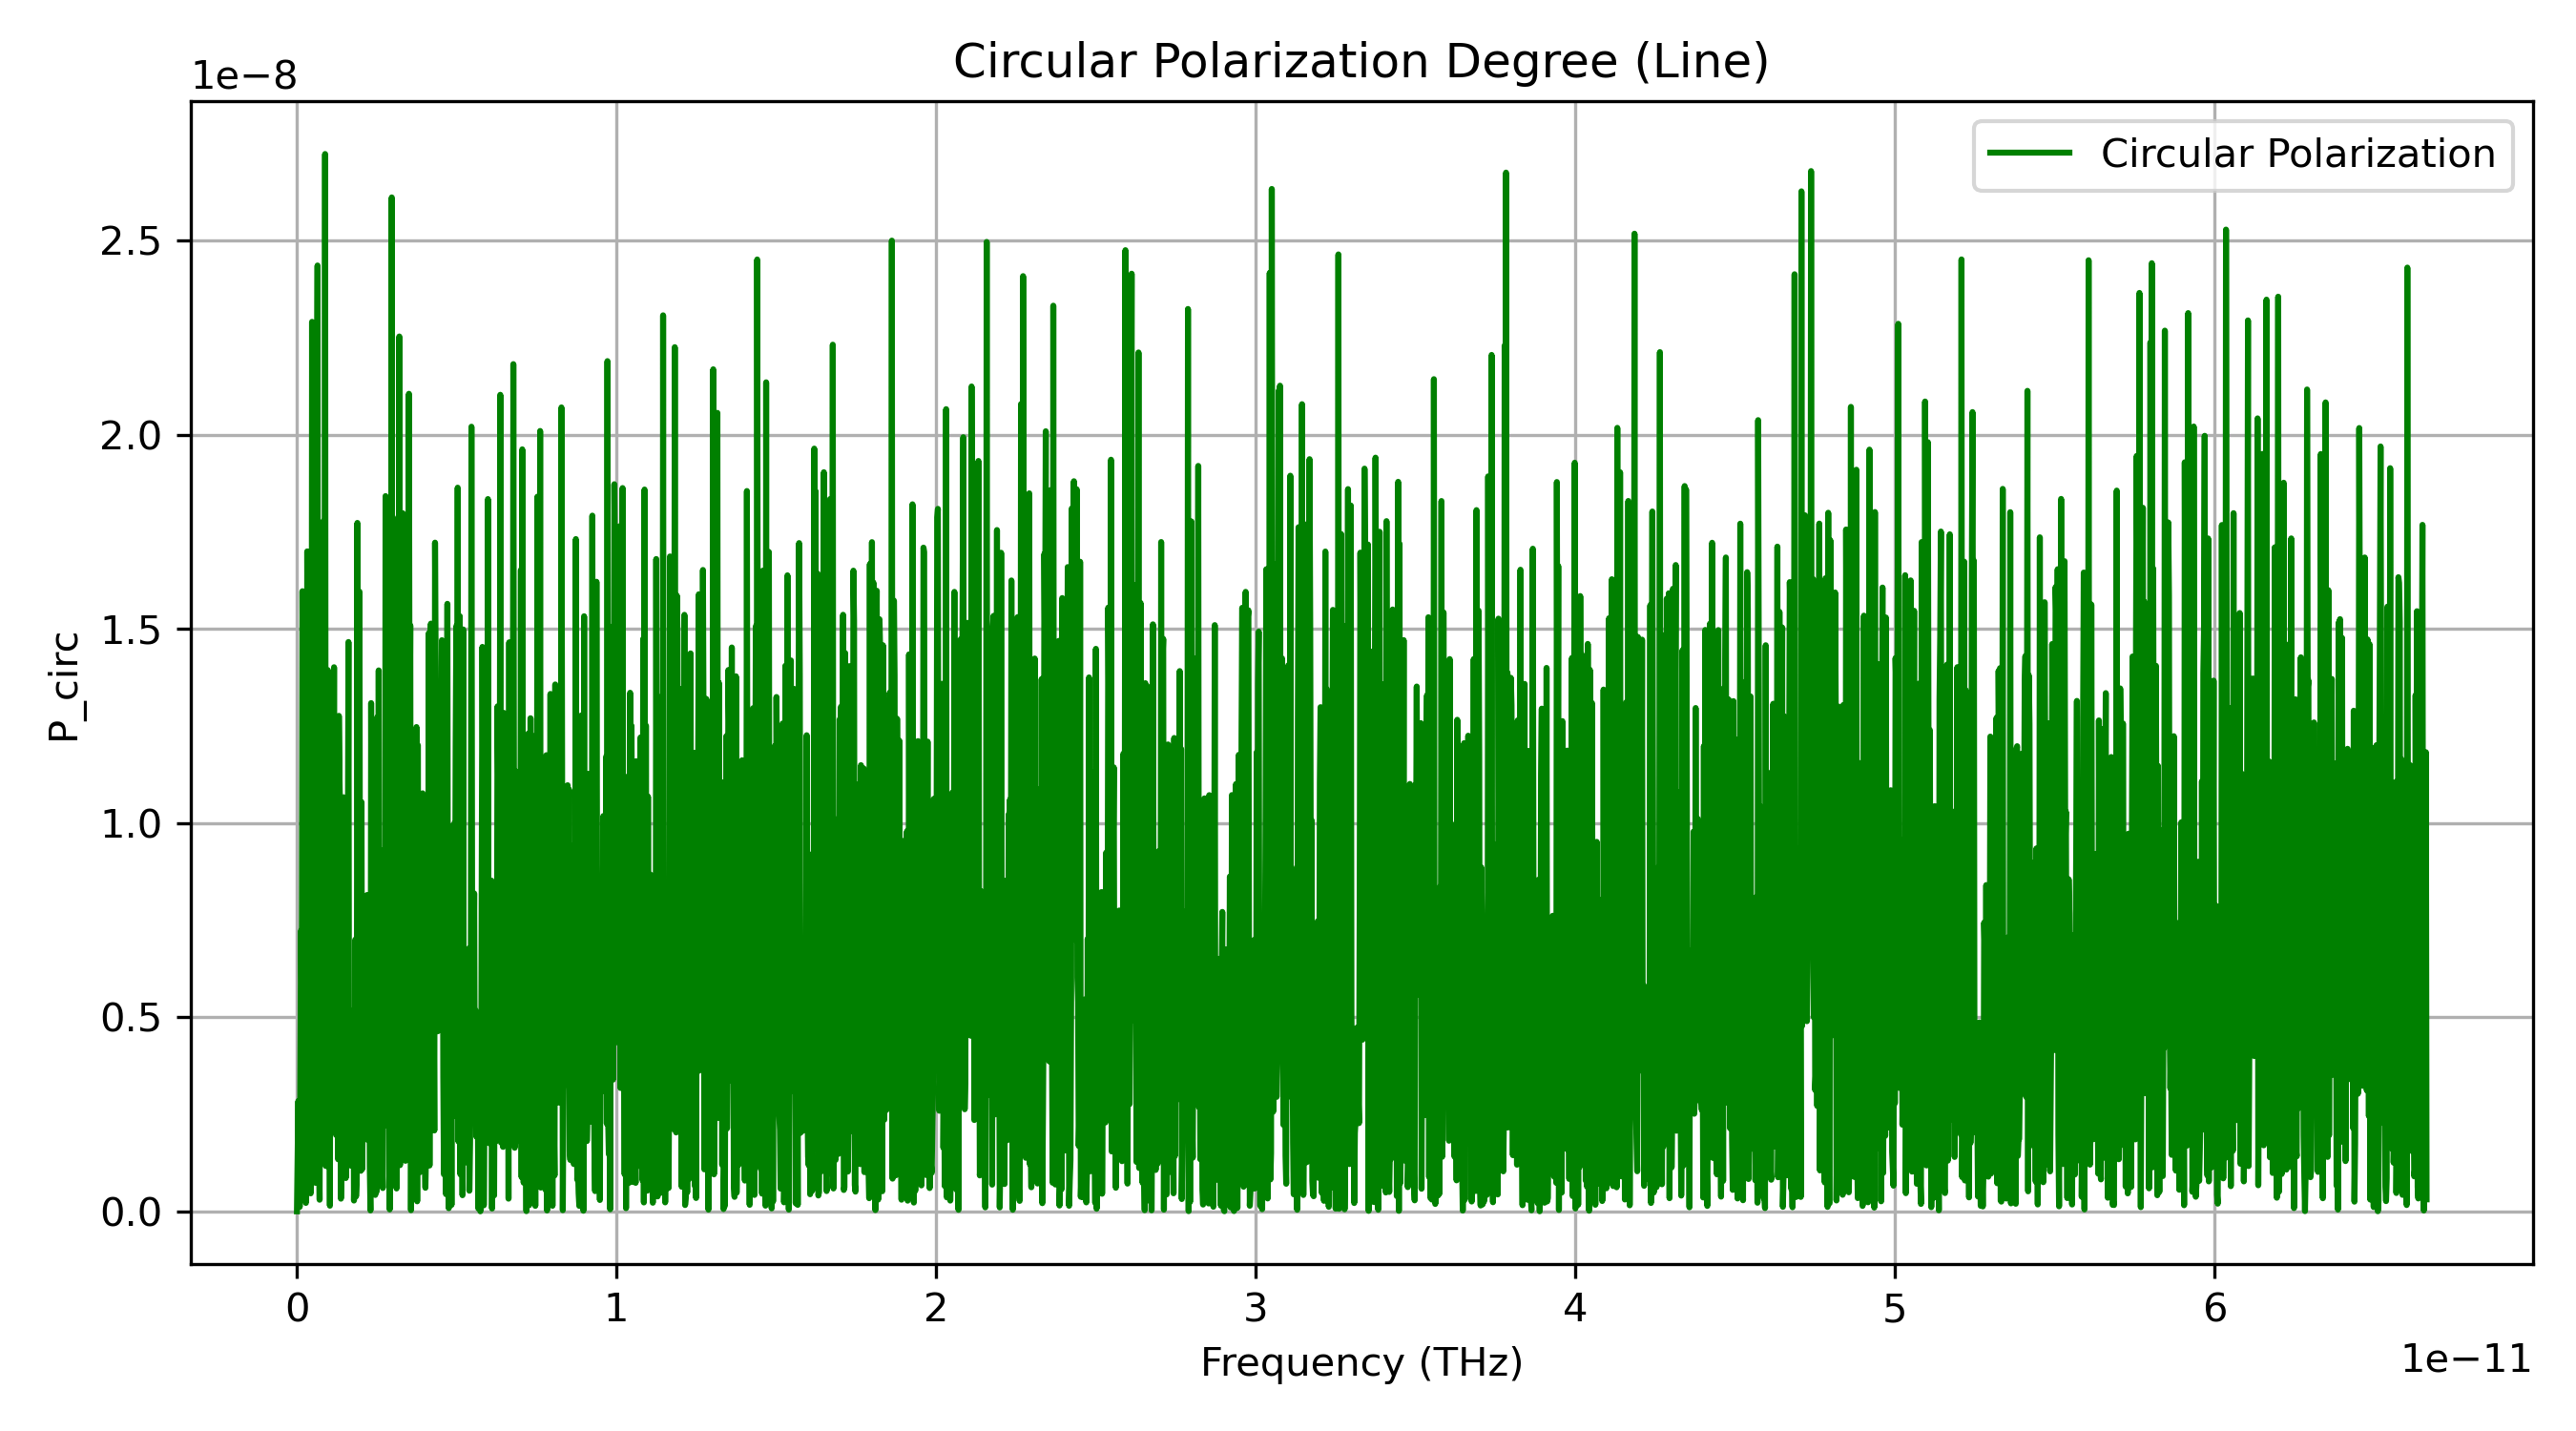 Circular Polarization Degree (Line)
1e−8
Circular Polarization
2.5
2.0
1.5
1.0
0.5
0.0
P_circ
0 1 2 3 4 5 6
Frequency (THz)
1e−11